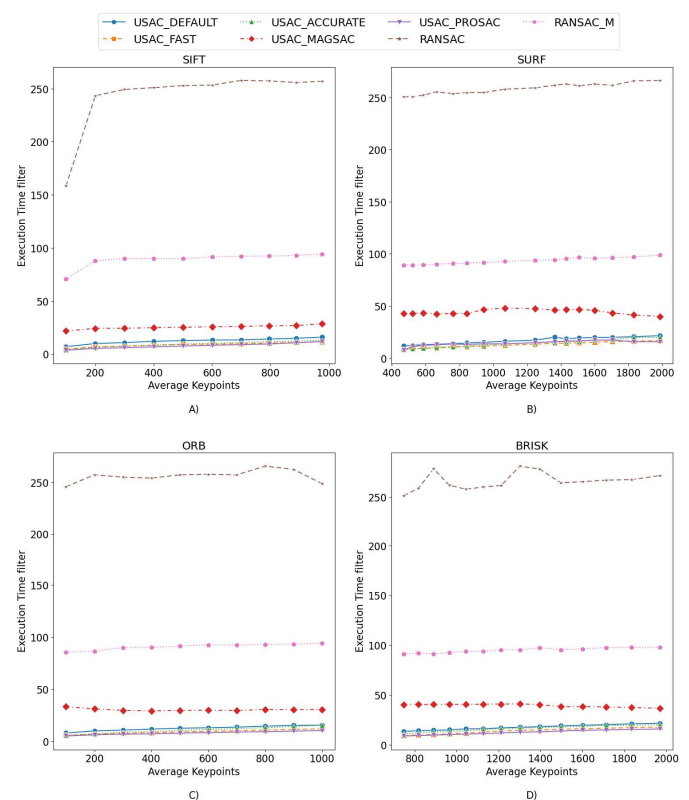 USAC_DEFAULT USAC_ACCURATE USAC_PROSAC RANSAC_M
USAC_FAST USAC_MAGSAC RANSAC
SIFT SURF
250
200
150
100
50
0
Execution Time filter
200 400 600 800 1000
Average Keypoints
A)
250
200
150
100
50
0
Execution Time filter
400 600 800 1000 1200 1400 1600 1800 2000
Average Keypoints
B)
ORB BRISK
250
200
150
100
50
0
Execution Time filter
200 400 600 800 1000
Average Keypoints
C)
250
200
150
100
50
0
Execution Time filter
800 1000 1200 1400 1600 1800 2000
Average Keypoints
D)